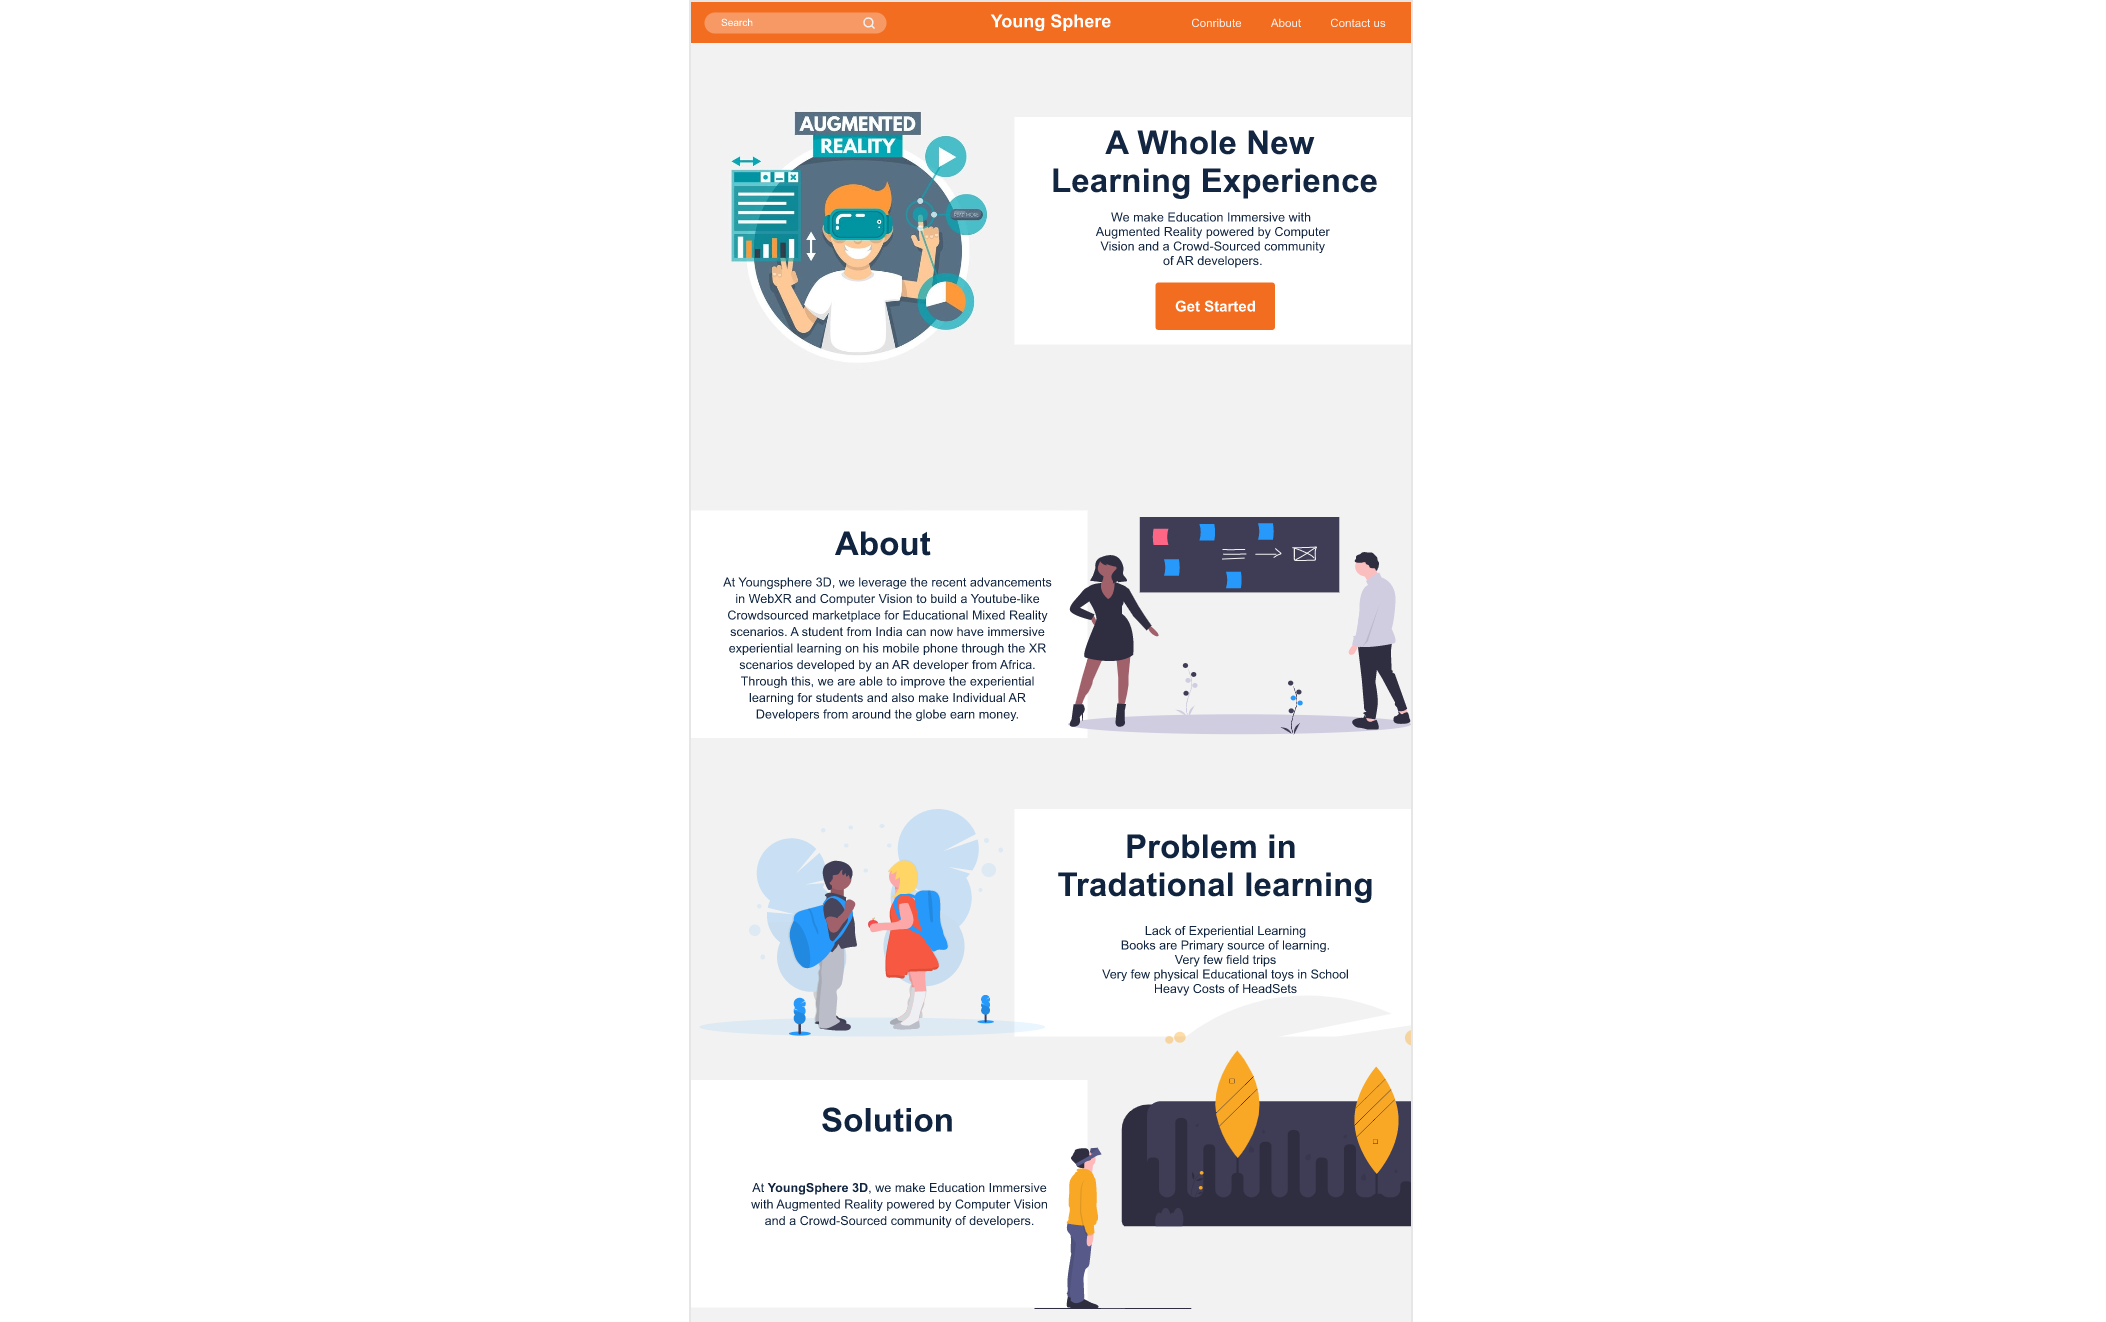 Search
Young Sphere
Conribute
About
Contact us
AUGMENTED
REALITY
A Whole New
Learning Experience
We make Education Immersive with
Augmented Reality powered by Computer
Vision and a Crowd-Sourced community
of AR developers.
Get Started
About
At Youngsphere 3D, we leverage the recent advancements
in WebXR and Computer Vision to build a Youtube-like
Crowdsourced marketplace for Educational Mixed Reality
scenarios. A student from India can now have immersive
experiential learning on his mobile phone through the XR
scenarios developed by an AR developer from Africa.
Through this, we are able to improve the experiential
learning for students and also make Individual AR
Developers from around the globe earn money.
Problem in
Tradational learning
Lack of Experiential Learning
Books are Primary source of learning.
Very few field trips
Very few physical Educational toys in School
Heavy Costs of HeadSets
Solution
At YoungSphere 3D, we make Education Immersive
with Augmented Reality powered by Computer Vision
and a Crowd-Sourced community of developers.